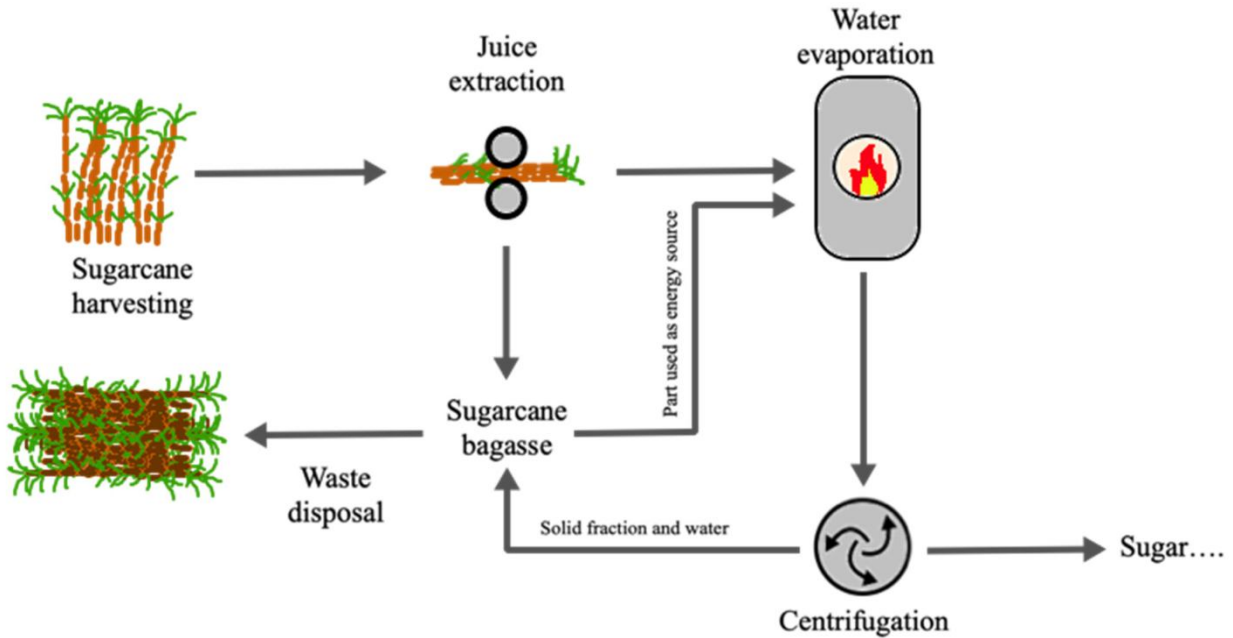 Water
evaporation
Juice
extraction
Sugarcane
harvesting
Part used as energy source
Sugarcane
bagasse
Waste
disposal
Solid fraction and water
Sugar....
Centrifugation